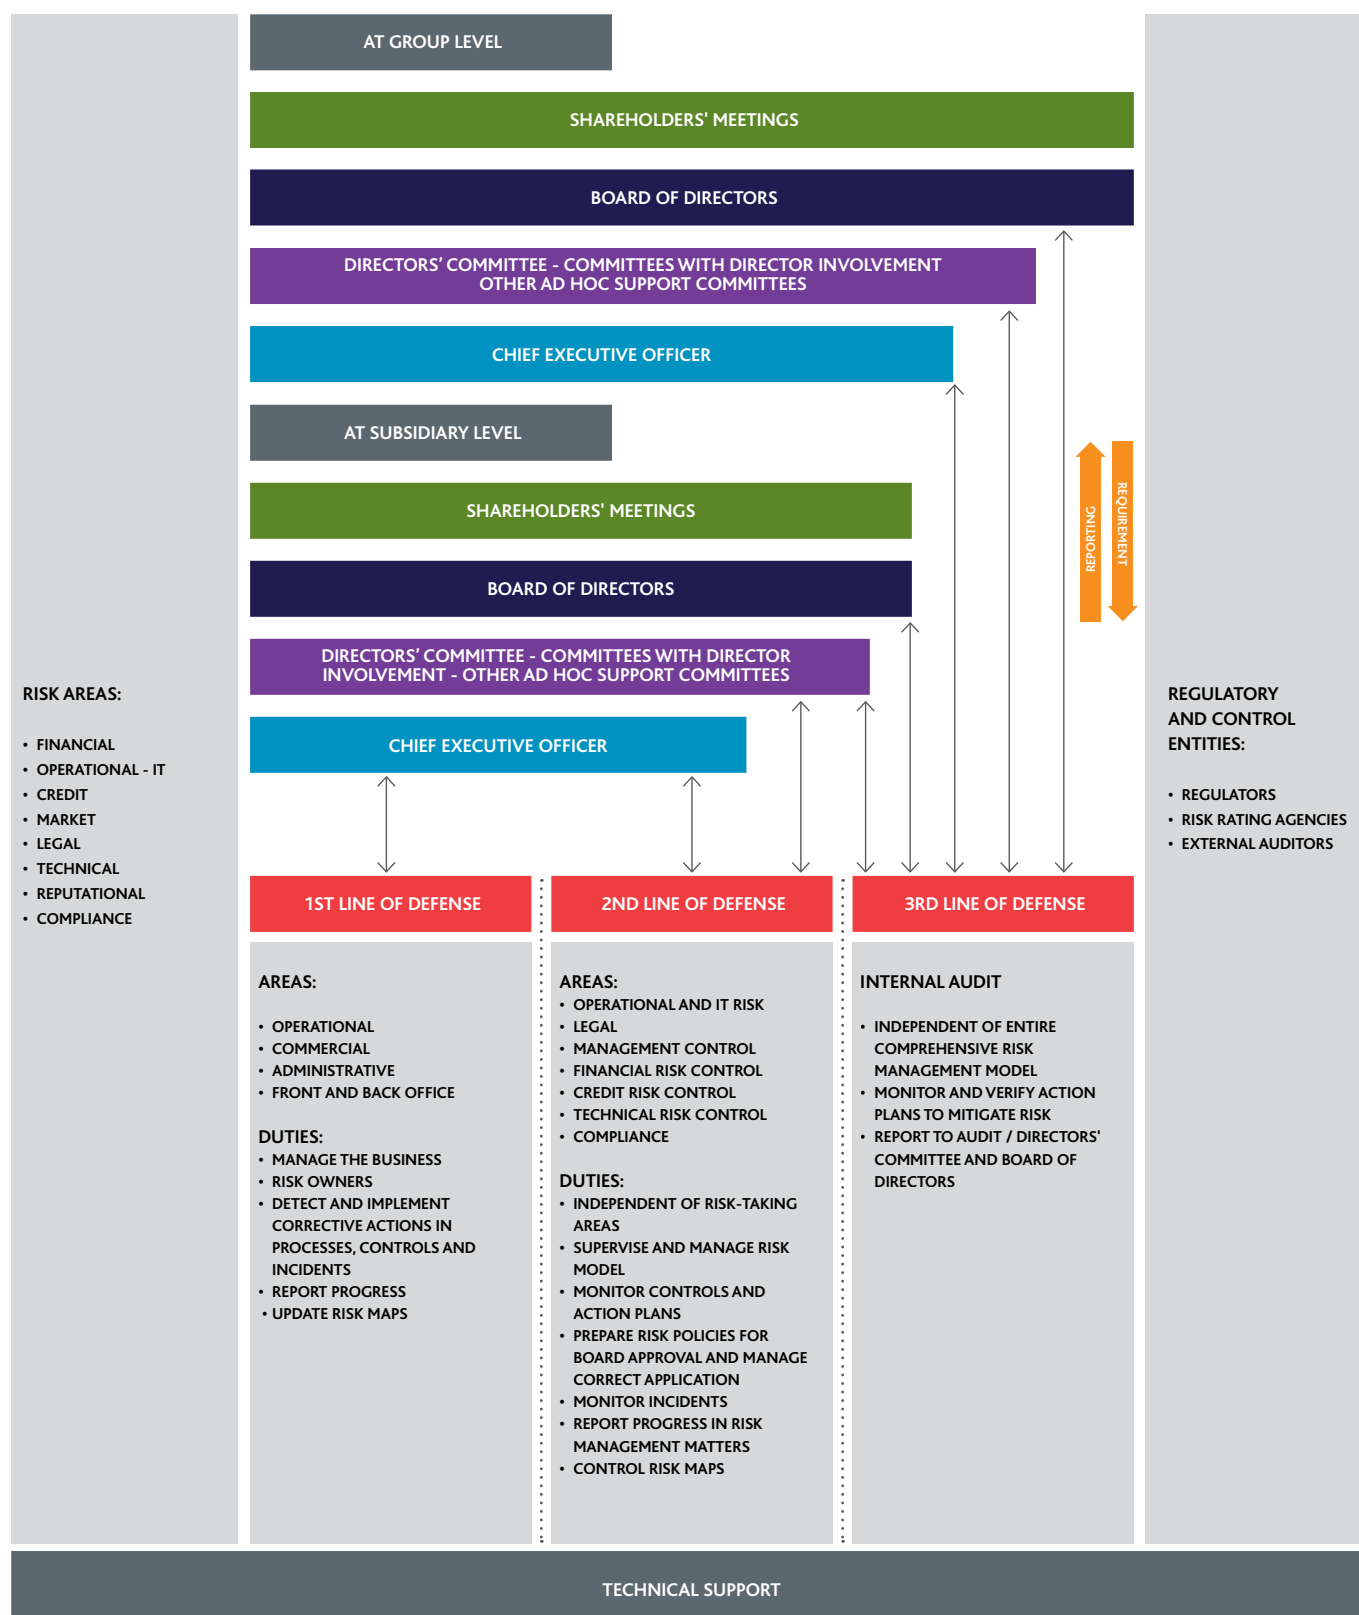 AT GROUP LEVEL
SHAREHOLDERS' MEETINGS
BOARD OF DIRECTORS
DIRECTORS’ COMMITTEE - COMMITTEES WITH DIRECTOR INVOLVEMENT
OTHER AD HOC SUPPORT COMMITTEES
CHIEF EXECUTIVE OFFICER
AT SUBSIDIARY LEVEL
SHAREHOLDERS' MEETINGS
BOARD OF DIRECTORS
DIRECTORS’ COMMITTEE - COMMITTEES WITH DIRECTOR
INVOLVEMENT - OTHER AD HOC SUPPORT COMMITTEES
CHIEF EXECUTIVE OFFICER
REPORTING
REQUIREMENT
RISK AREAS:
• FINANCIAL
• OPERATIONAL - IT
• CREDIT
• MARKET
• LEGAL
• TECHNICAL
• REPUTATIONAL
• COMPLIANCE
REGULATORY
AND CONTROL
ENTITIES:
• REGULATORS
• RISK RATING AGENCIES
• EXTERNAL AUDITORS
1ST LINE OF DEFENSE
AREAS:
• OPERATIONAL
• COMMERCIAL
• ADMINISTRATIVE
• FRONT AND BACK OFFICE
DUTIES:
• MANAGE THE BUSINESS
• RISK OWNERS
• DETECT AND IMPLEMENT
CORRECTIVE ACTIONS IN
PROCESSES, CONTROLS AND
INCIDENTS
• REPORT PROGRESS
• UPDATE RISK MAPS
2ND LINE OF DEFENSE
AREAS:
• OPERATIONAL AND IT RISK
• LEGAL
• MANAGEMENT CONTROL
• FINANCIAL RISK CONTROL
• CREDIT RISK CONTROL
• TECHNICAL RISK CONTROL
• COMPLIANCE
DUTIES:
• INDEPENDENT OF RISK-TAKING
AREAS
• SUPERVISE AND MANAGE RISK
MODEL
• MONITOR CONTROLS AND
ACTION PLANS
• PREPARE RISK POLICIES FOR
BOARD APPROVAL AND MANAGE
CORRECT APPLICATION
• MONITOR INCIDENTS
• REPORT PROGRESS IN RISK
MANAGEMENT MATTERS
• CONTROL RISK MAPS
3RD LINE OF DEFENSE
INTERNAL AUDIT
• INDEPENDENT OF ENTIRE
COMPREHENSIVE RISK
MANAGEMENT MODEL
• MONITOR AND VERIFY ACTION
PLANS TO MITIGATE RISK
• REPORT TO AUDIT / DIRECTORS'
COMMITTEE AND BOARD OF
DIRECTORS
TECHNICAL SUPPORT